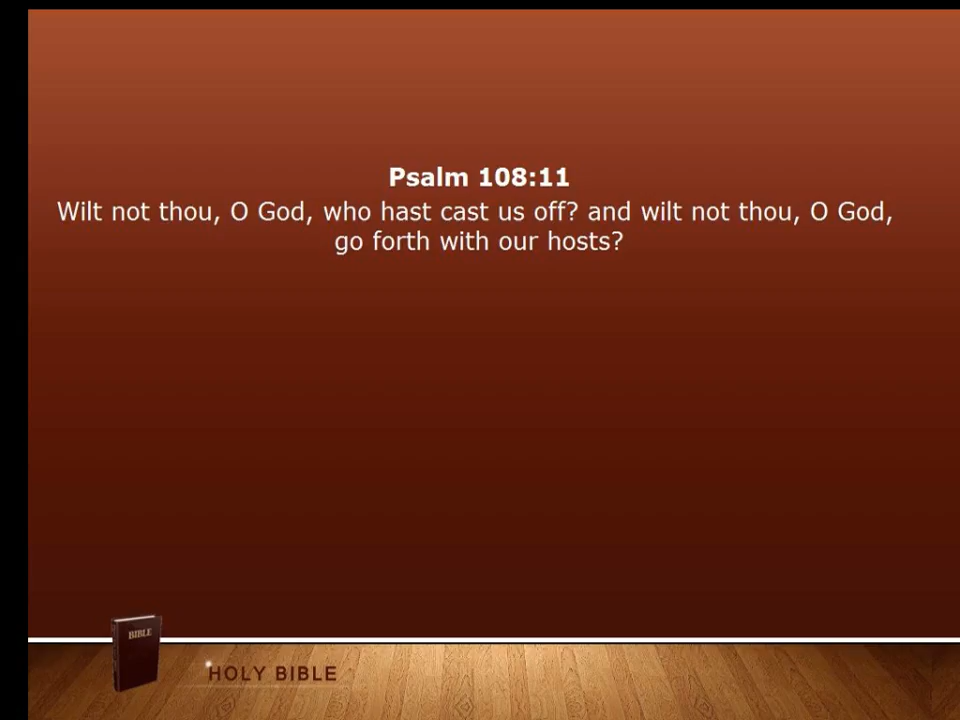 Psalm 108:11
Wilt not thou, O God, who hast cast us off? and wilt not thou, O God,
go forth with our hosts?
BIBLE
HOLY BIBLE